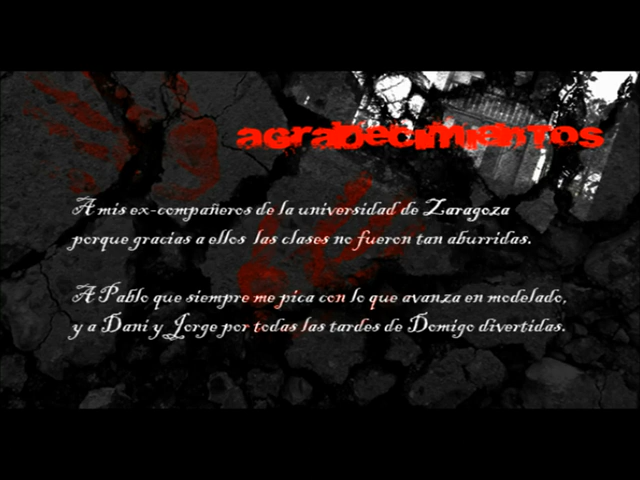 AGRADECIMIENTOS
A mis ex-compañeros de la universidad de Zaragoza
porque gracias a ellos las clases no fueron tan aburridas.
A Pablo que siempre me pica con lo que avanza en modelado,
y a Dani y Jorge por todas las tardes de Domigo divertidas.